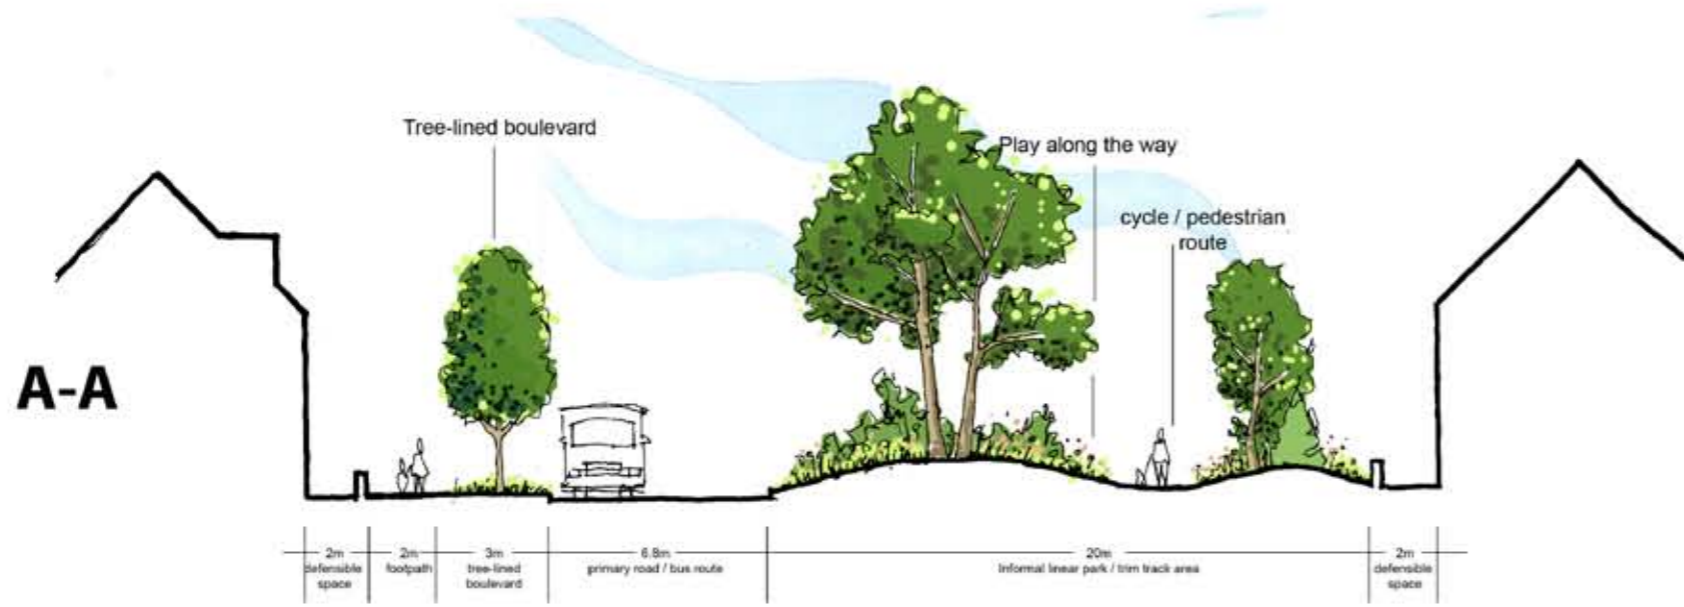 Tree-lined boulevard
Play along the way
cycle / pedestrian
route
A-A
2m
defensible
space
2m
footpath
3m
tree-lined
boulevard
6.8m
primary road / bus route
20m
informal linear park / trim track area
2m
defensible
space